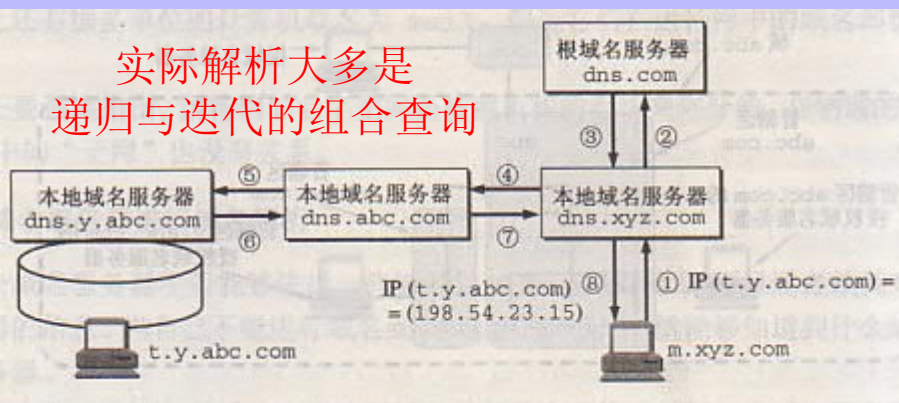 实际解析大多是
递归与迭代的组合查询
根域名服务器
dns.com
③
②
本地域名服务器
dns.y.abc.com
⑤
⑥
本地域名服务器
dns.abc.com
④
⑦
本地域名服务器
dns.xyz.com
IP(t.y.abc.com)
=(198.54.23.15)
⑧
① IP(t.y.abc.com)=
t.y.abc.com
m.xyz.com